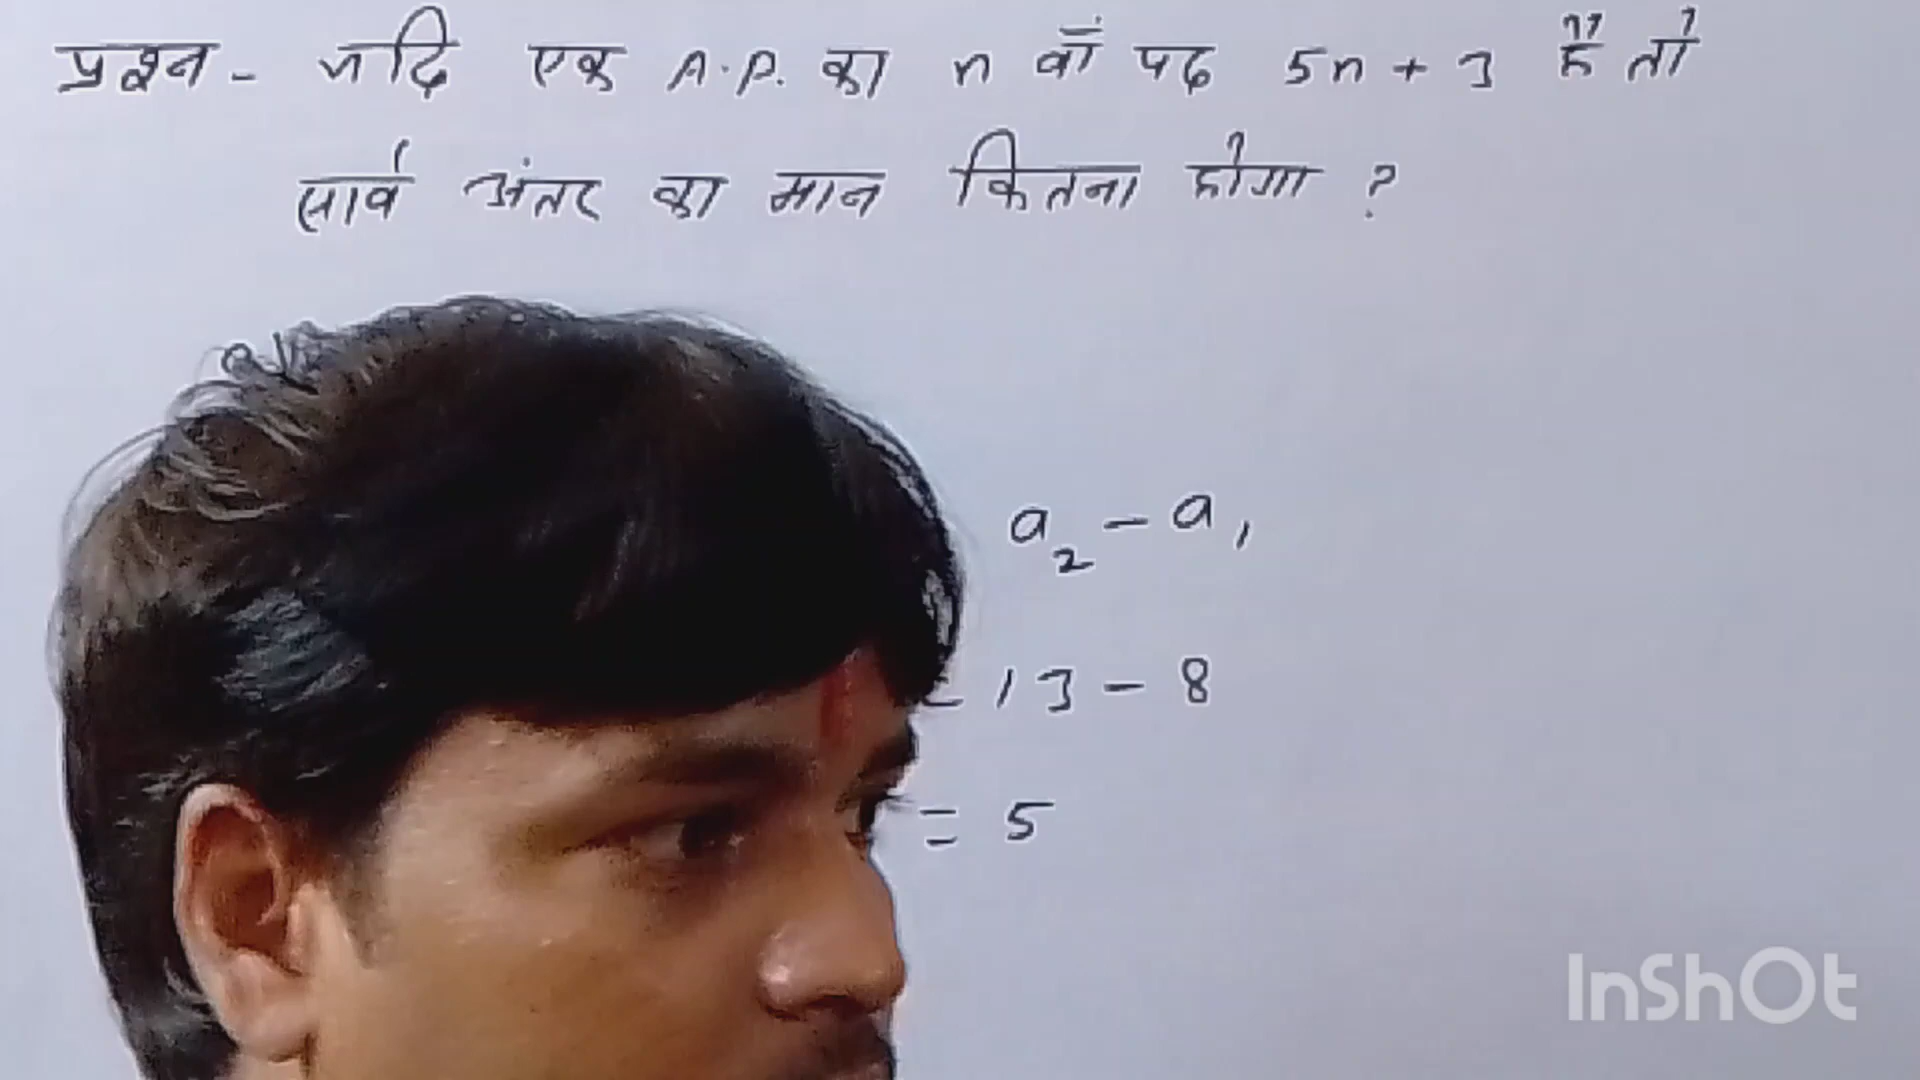 प्रश्न - यदि एक A.P. का n वाँ पद 5n + 3 हैं तो
सार्व अंतर का मान कितना होगा ?
a₂ - a₁
- 13 - 8
= 5
InShOt